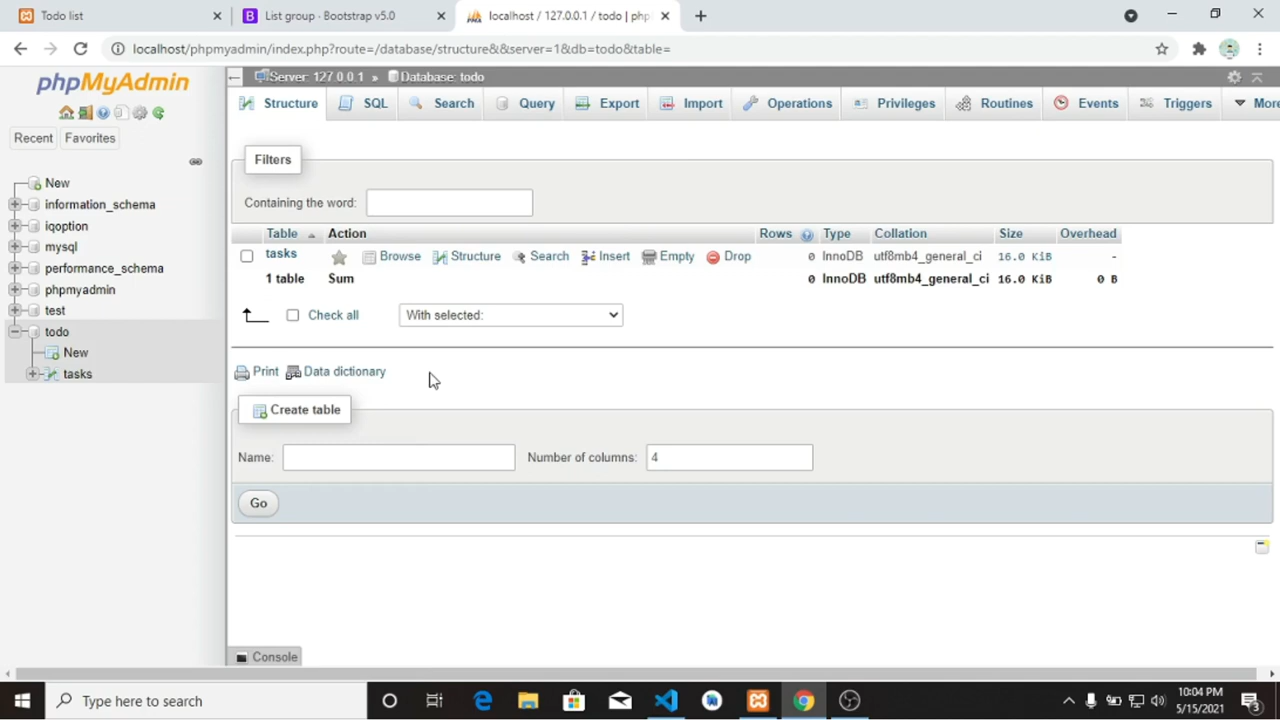 Todo list
List group · Bootstrap v5.0
localhost / 127.0.0.1 / todo | php
localhost/phpmyadmin/index.php?route=/database/structure&&server=1&db=todo&table=
phpMyAdmin
Recent
Favorites
New
information_schema
iqoption
mysql
performance_schema
phpmyadmin
test
todo
New
tasks
Server: 127.0.0.1 » Database: todo
Structure SQL Search Query Export Import Operations Privileges Routines Events Triggers More
Filters
Containing the word:
Table Action Rows Type Collation Size Overhead
tasks Browse Structure Search Insert Empty Drop 0 InnoDB utf8mb4_general_ci 16.0 KiB -
1 table Sum 0 InnoDB utf8mb4_general_ci 16.0 KiB 0 B
Check all With selected:
Print Data dictionary
Create table
Name: Number of columns: 4
Go
Console
Type here to search
10:04 PM
5/15/2021
3